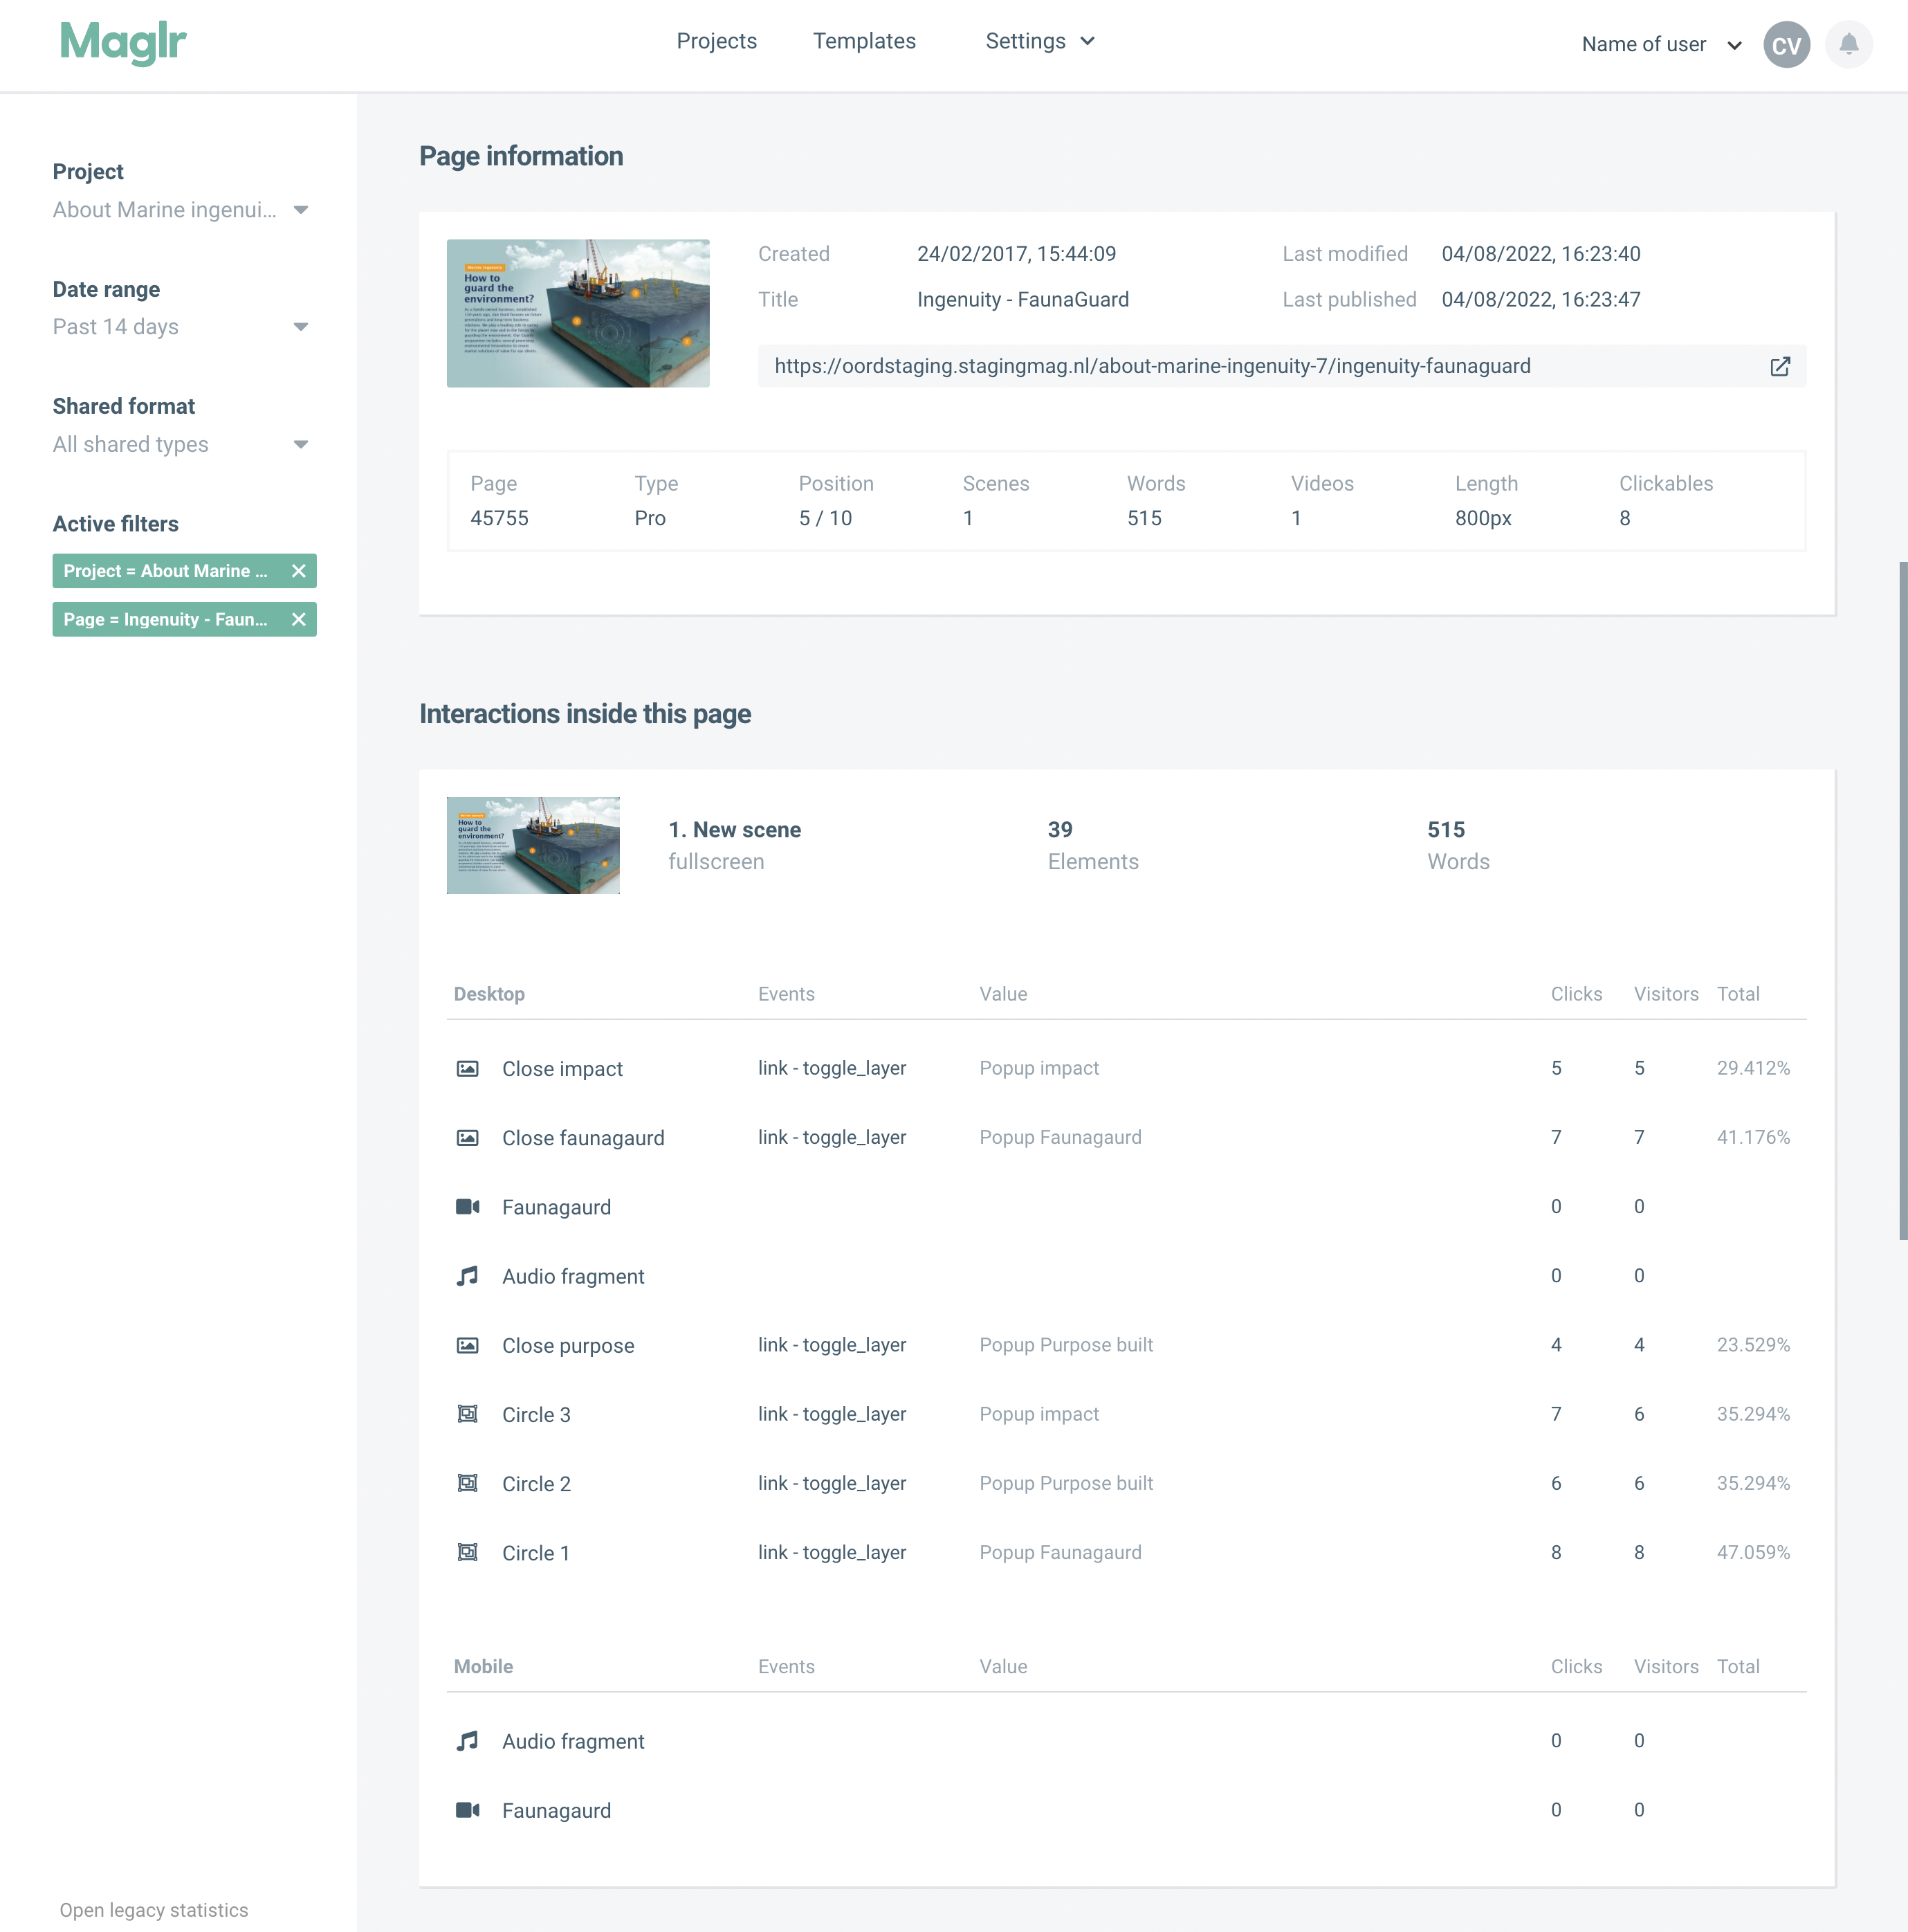 Maglr
Projects
Templates
Settings
Name of user
CV
Project
About Marine ingenui...
Date range
Past 14 days
Shared format
All shared types
Active filters
Project = About Marine ...
Page = Ingenuity - Faun...
Open legacy statistics
Page information
How to
guard the
environment?
Created 24/02/2017, 15:44:09 Last modified 04/08/2022, 16:23:40
Title Ingenuity - FaunaGuard Last published 04/08/2022, 16:23:47
https://oordstaging.stagingmag.nl/about-marine-ingenuity-7/ingenuity-faunaguard
Page Type Position Scenes Words Videos Length Clickables
45755 Pro 5 / 10 1 515 1 800px 8
Interactions inside this page
How to
guard the
environment?
1. New scene 39 515
fullscreen Elements Words
Desktop Events Value Clicks Visitors Total
Close impact link - toggle_layer Popup impact 5 5 29.412%
Close faunagaurd link - toggle_layer Popup Faunagaurd 7 7 41.176%
Faunagaurd 0 0
Audio fragment 0 0
Close purpose link - toggle_layer Popup Purpose built 4 4 23.529%
Circle 3 link - toggle_layer Popup impact 7 6 35.294%
Circle 2 link - toggle_layer Popup Purpose built 6 6 35.294%
Circle 1 link - toggle_layer Popup Faunagaurd 8 8 47.059%
Mobile Events Value Clicks Visitors Total
Audio fragment 0 0
Faunagaurd 0 0